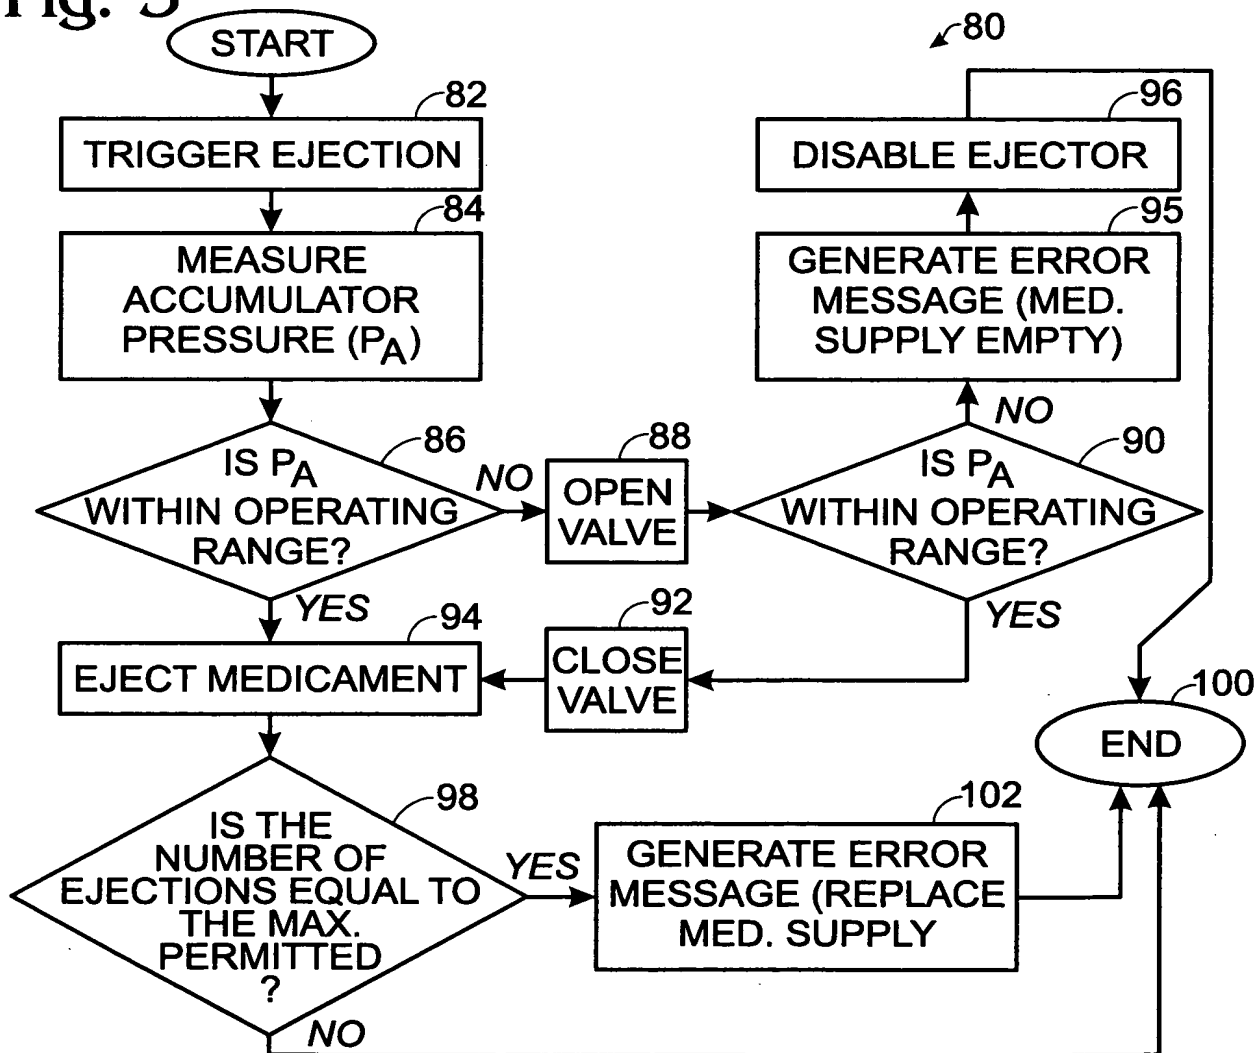 START
80
82
TRIGGER EJECTION
84
MEASURE
ACCUMULATOR
PRESSURE (PA)
86
IS PA
WITHIN OPERATING
RANGE?
NO
88
OPEN
VALVE
90
IS PA
WITHIN OPERATING
RANGE?
NO
95
GENERATE ERROR
MESSAGE (MED.
SUPPLY EMPTY)
96
DISABLE EJECTOR
YES
YES
92
CLOSE
VALVE
94
EJECT MEDICAMENT
98
IS THE
NUMBER OF
EJECTIONS EQUAL TO
THE MAX.
PERMITTED
?
YES
102
GENERATE ERROR
MESSAGE (REPLACE
MED. SUPPLY
NO
100
END